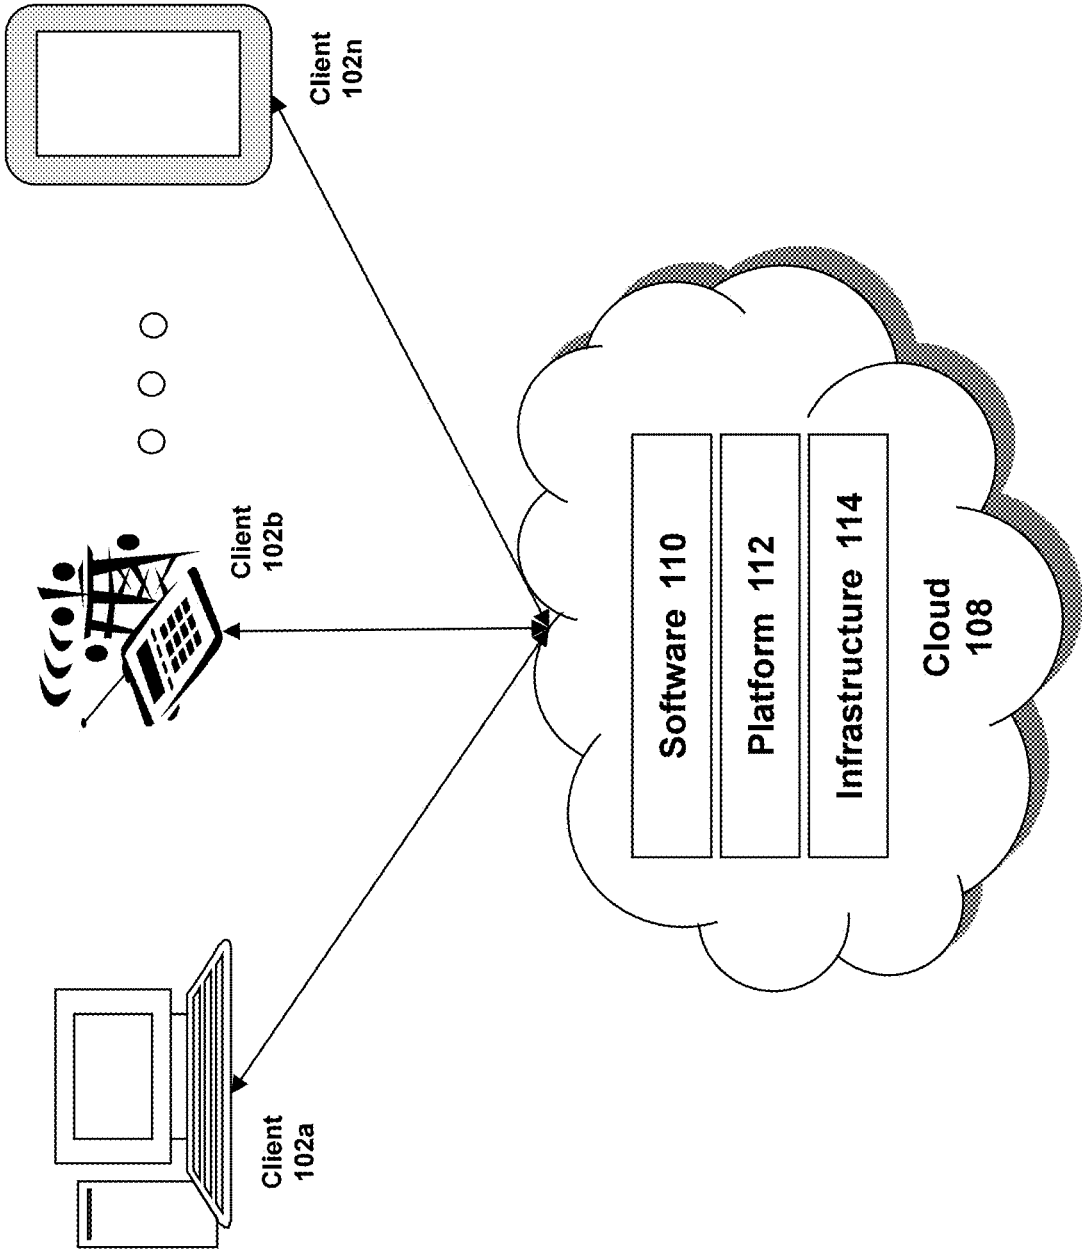 Client
102a
Client
102b
Client
102n
Software 110
Platform 112
Infrastructure 114
Cloud
108